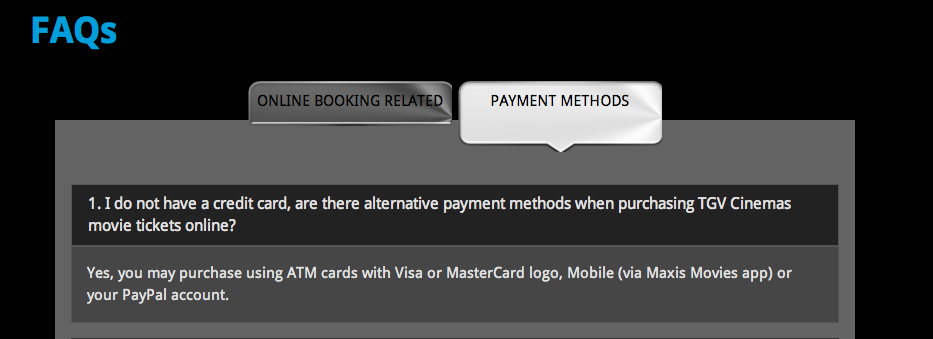 FAQs
ONLINE BOOKING RELATED
PAYMENT METHODS
1. I do not have a credit card, are there alternative payment methods when purchasing TGV Cinemas
movie tickets online?
Yes, you may purchase using ATM cards with Visa or MasterCard logo, Mobile (via Maxis Movies app) or
your PayPal account.